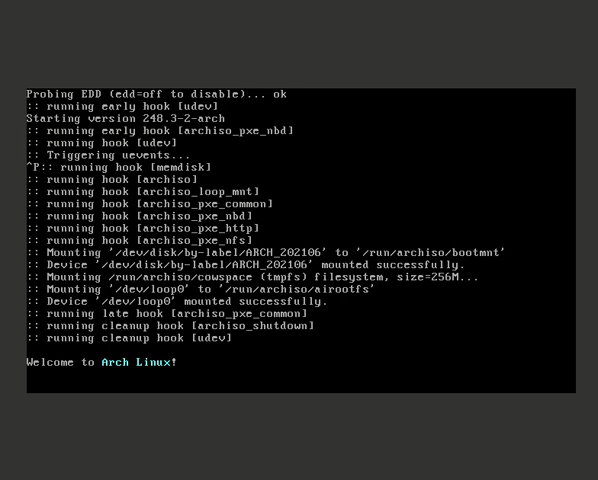 Probing EDD (edd=off to disable)... ok
:: running early hook [udev]
Starting version 248.3-2-arch
:: running early hook [archiso_pxe_nbd]
:: running hook [udev]
:: Triggering uevents...
^P:: running hook [memdisk]
:: running hook [archiso]
:: running hook [archiso_loop_mnt]
:: running hook [archiso_pxe_common]
:: running hook [archiso_pxe_nbd]
:: running hook [archiso_pxe_http]
:: running hook [archiso_pxe_nfs]
:: Mounting '/dev/disk/by-label/ARCH_202106' to '/run/archiso/bootmnt'
:: Device '/dev/disk/by-label/ARCH_202106' mounted successfully.
:: Mounting /run/archiso/cowspace (tmpfs) filesystem, size=256M...
:: Mounting '/dev/loop0' to '/run/archiso/airootfs'
:: Device '/dev/loop0' mounted successfully.
:: running late hook [archiso_pxe_common]
:: running cleanup hook [archiso_shutdown]
:: running cleanup hook [udev]
Welcome to Arch Linux!